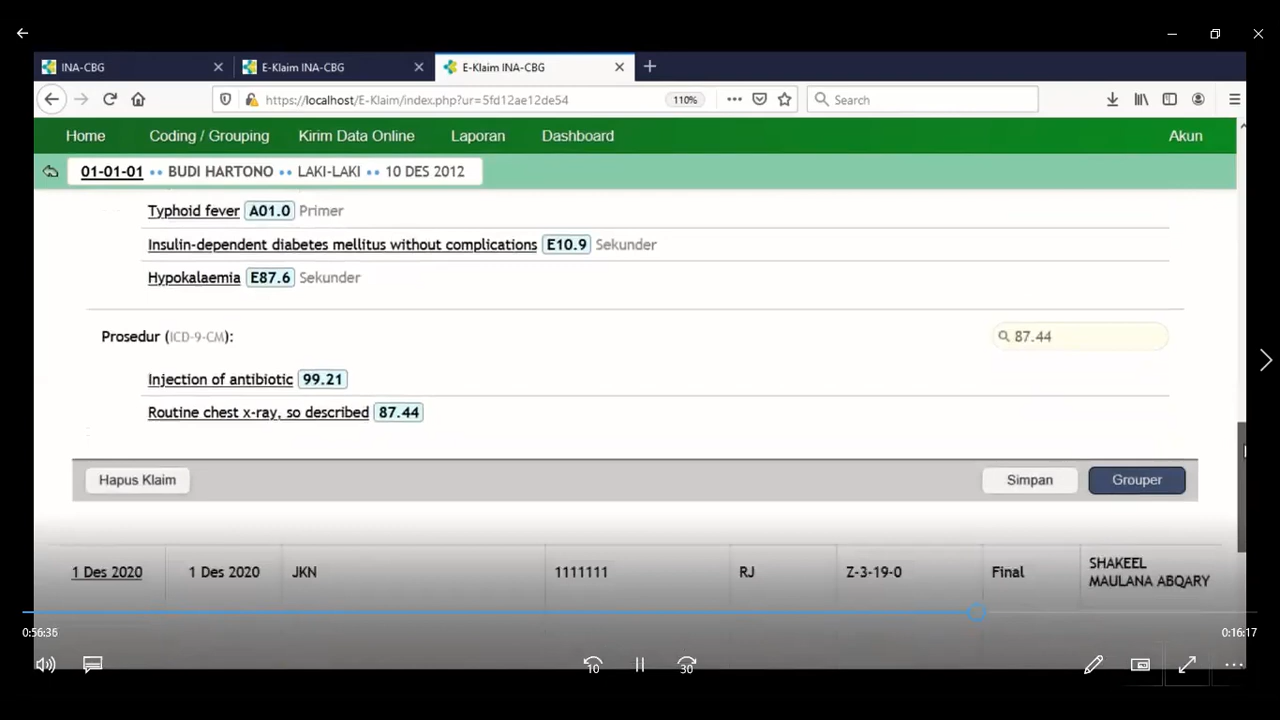 INA-CBG
E-Klaim INA-CBG
E-Klaim INA-CBG
https://localhost/E-Klaim/index.php?ur=5fd12ae12de54
110%
Search
Home
Coding / Grouping
Kirim Data Online
Laporan
Dashboard
Akun
01-01-01 •• BUDI HARTONO •• LAKI-LAKI •• 10 DES 2012
Typhoid fever A01.0 Primer
Insulin-dependent diabetes mellitus without complications E10.9 Sekunder
Hypokalaemia E87.6 Sekunder
Prosedur (ICD-9-CM):
87.44
Injection of antibiotic 99.21
Routine chest x-ray, so described 87.44
Hapus Klaim
Simpan
Grouper
1 Des 2020
1 Des 2020
JKN
1111111
RJ
Z-3-19-0
Final
SHAKEEL
MAULANA ABQARY
0:56:36
0:16:17
10
30